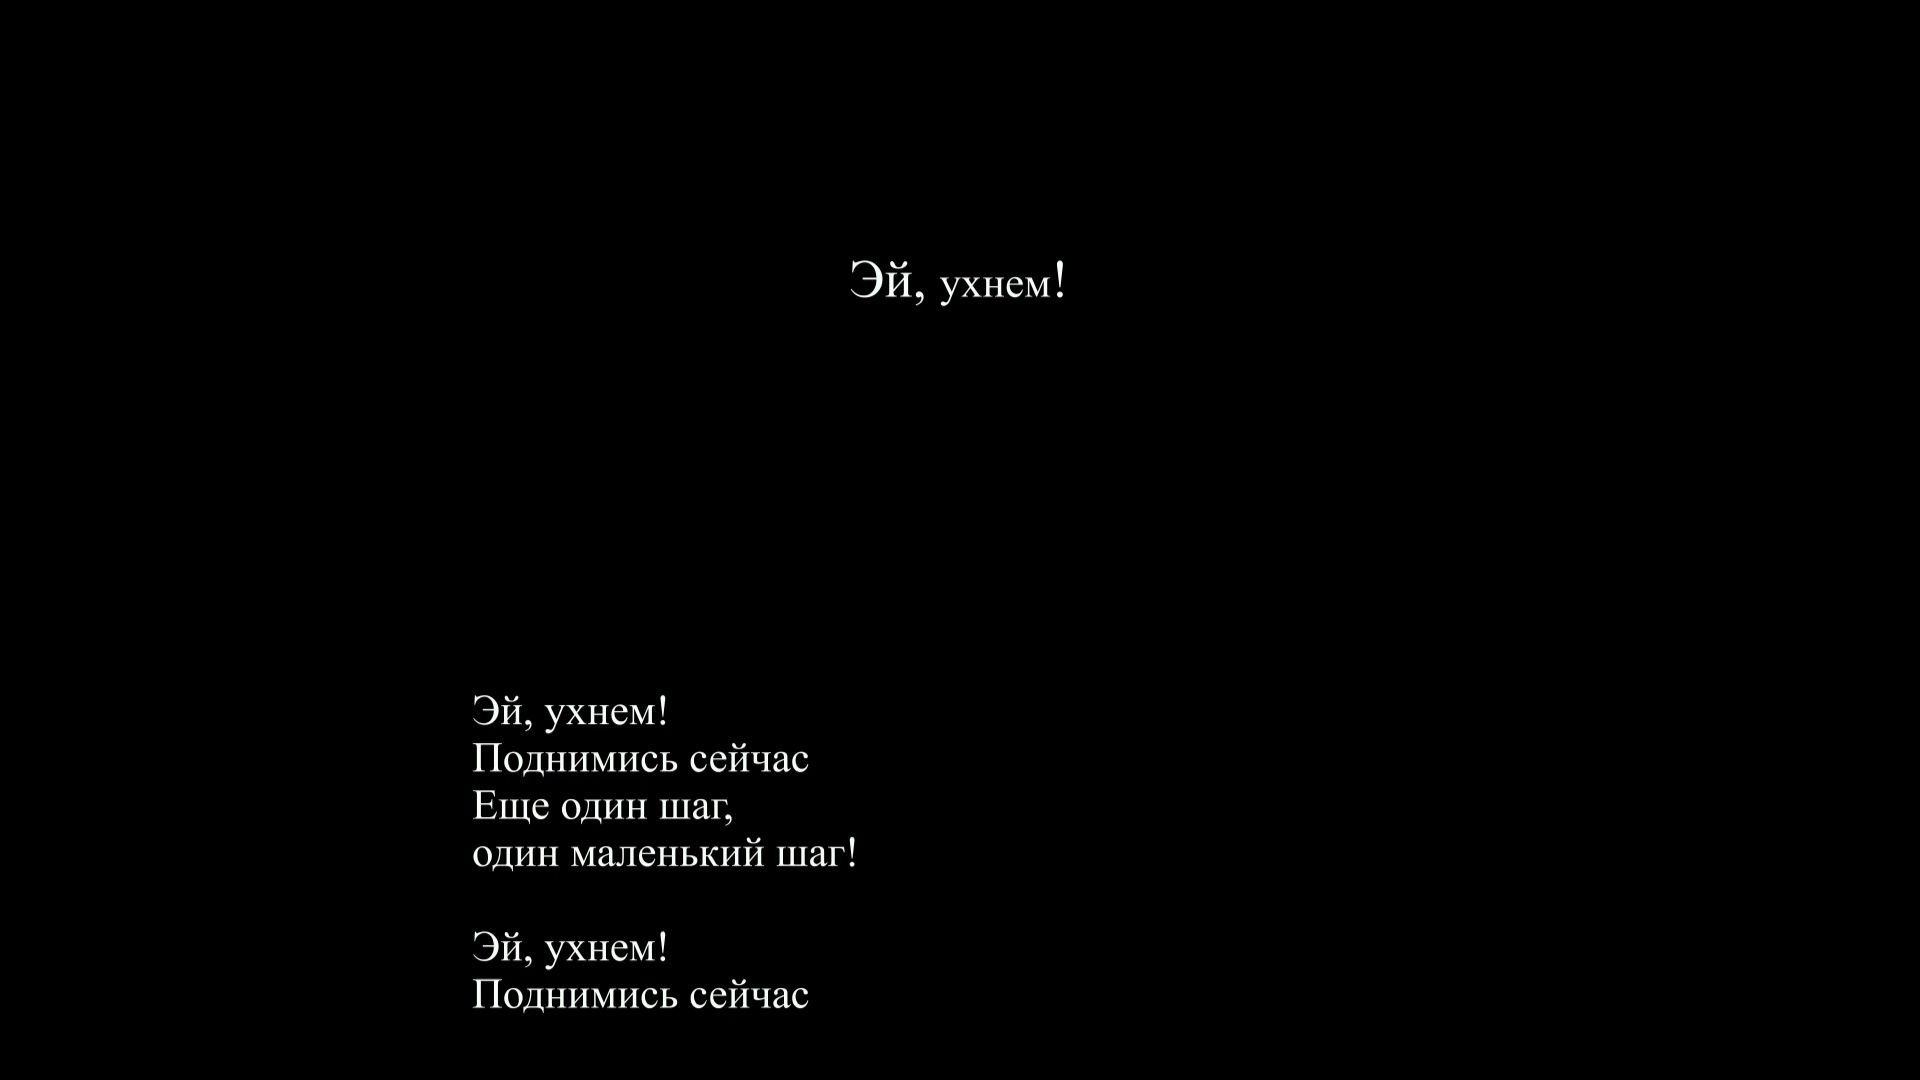 Эй, ухнем!
Эй, ухнем!
Поднимись сейчас
Еще один шаг,
один маленький шаг!
Эй, ухнем!
Поднимись сейчас